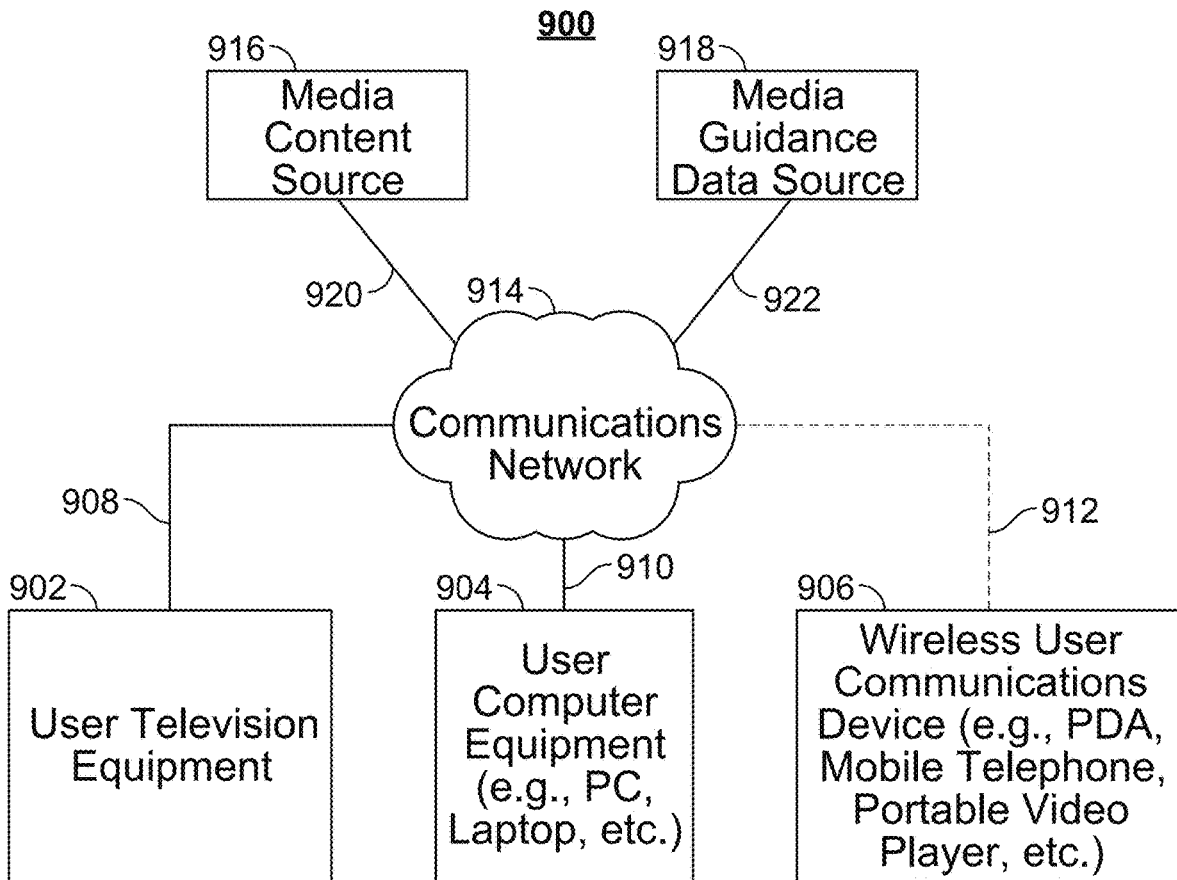 900
916
Media
Content
Source
918
Media
Guidance
Data Source
920
914
922
Communications
Network
908
910
912
902
User Television
Equipment
904
User
Computer
Equipment
(e.g., PC,
Laptop, etc.)
906
Wireless User
Communications
Device (e.g., PDA,
Mobile Telephone,
Portable Video
Player, etc.)